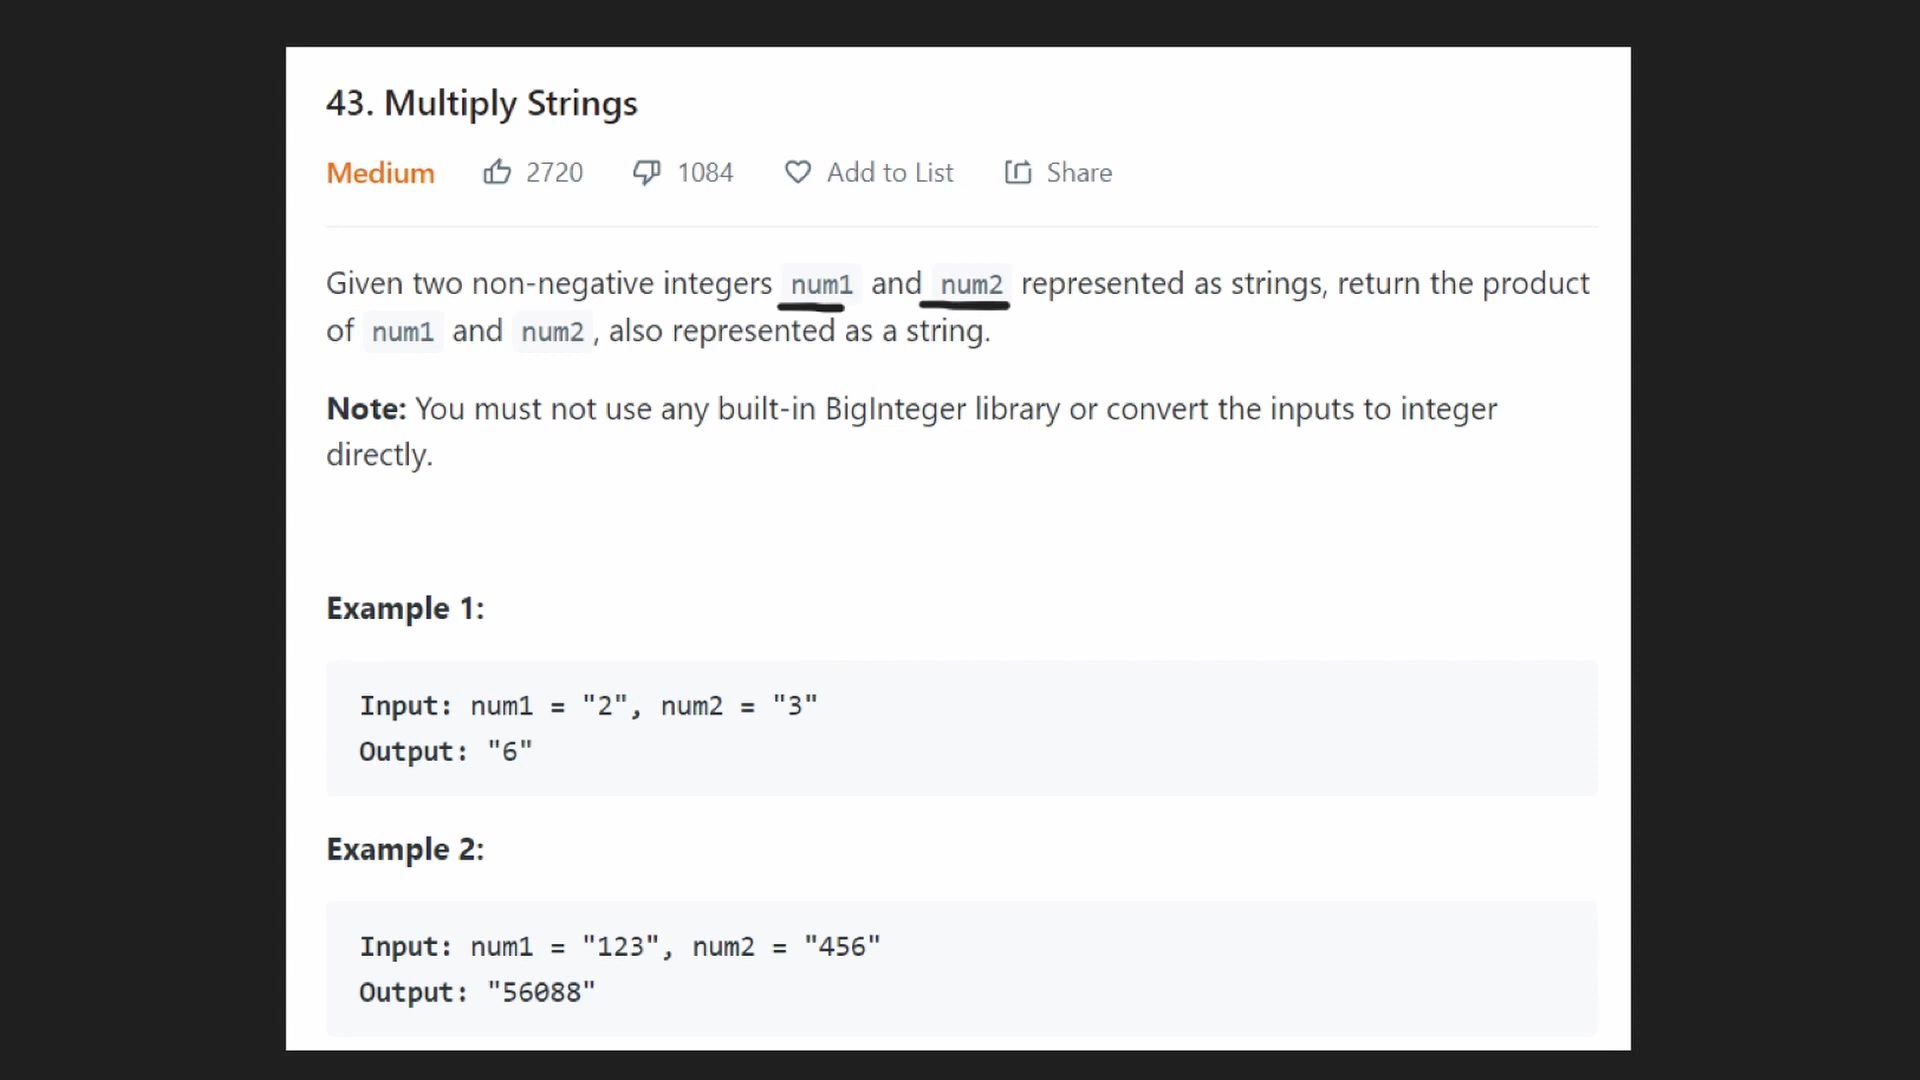 43. Multiply Strings
Medium 2720 1084 Add to List Share
Given two non-negative integers num1 and num2 represented as strings, return the product
of num1 and num2, also represented as a string.
Note: You must not use any built-in BigInteger library or convert the inputs to integer
directly.
Example 1:
Input: num1 = "2", num2 = "3"
Output: "6"
Example 2:
Input: num1 = "123", num2 = "456"
Output: "56088"